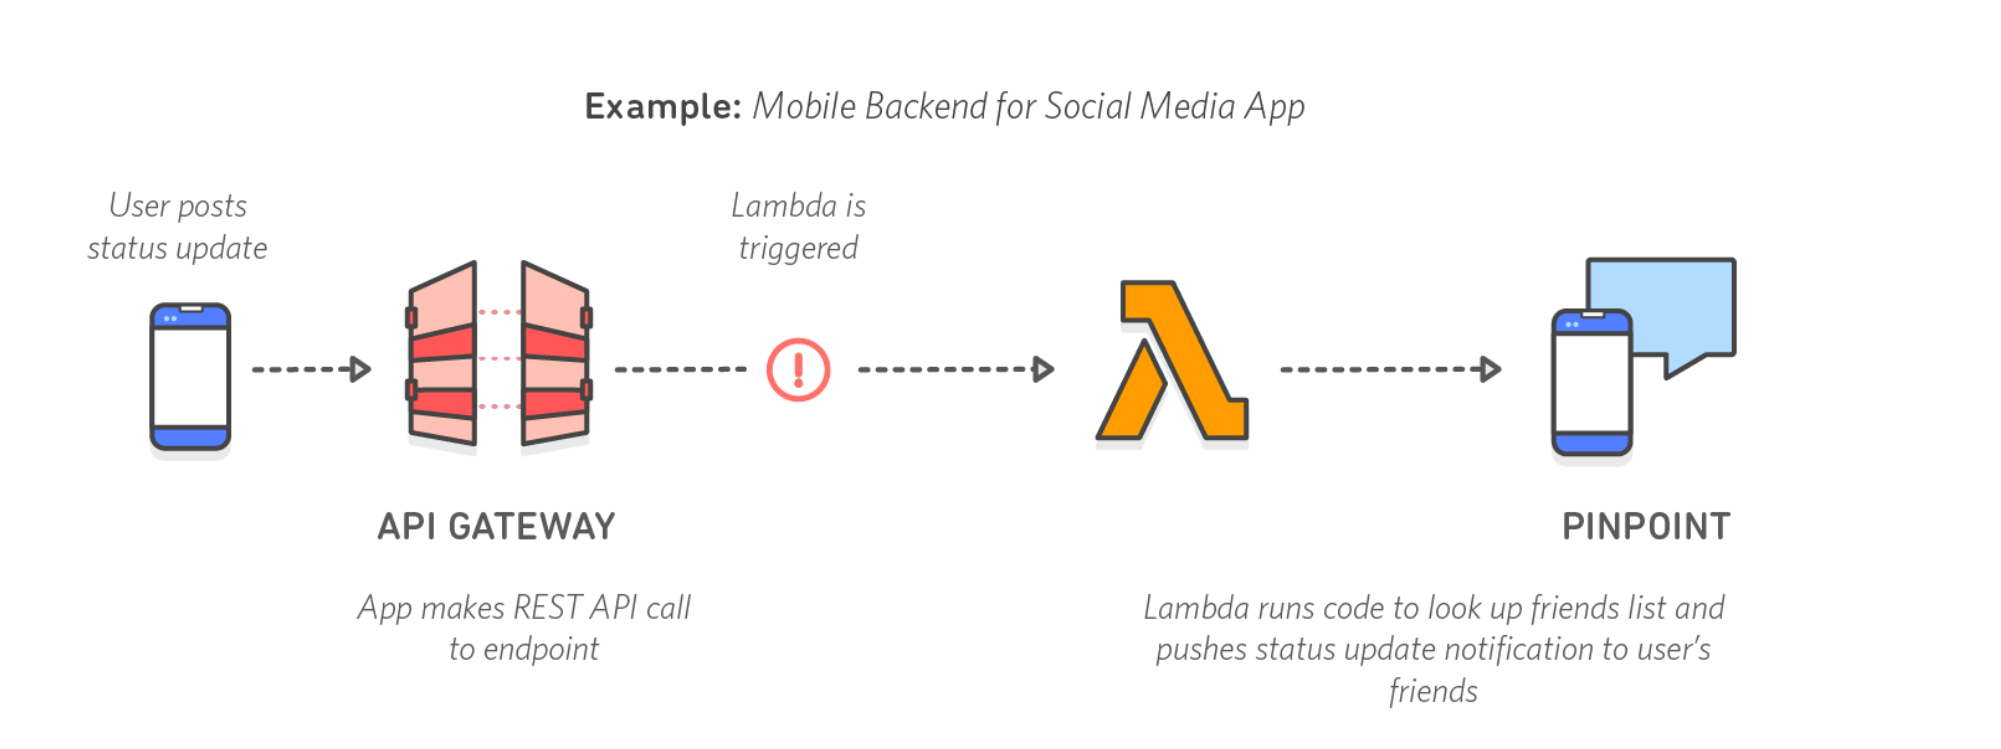 Example: Mobile Backend for Social Media App
User posts
status update
Lambda is
triggered
API GATEWAY
App makes REST API call
to endpoint
PINPOINT
Lambda runs code to look up friends list and
pushes status update notification to user’s
friends